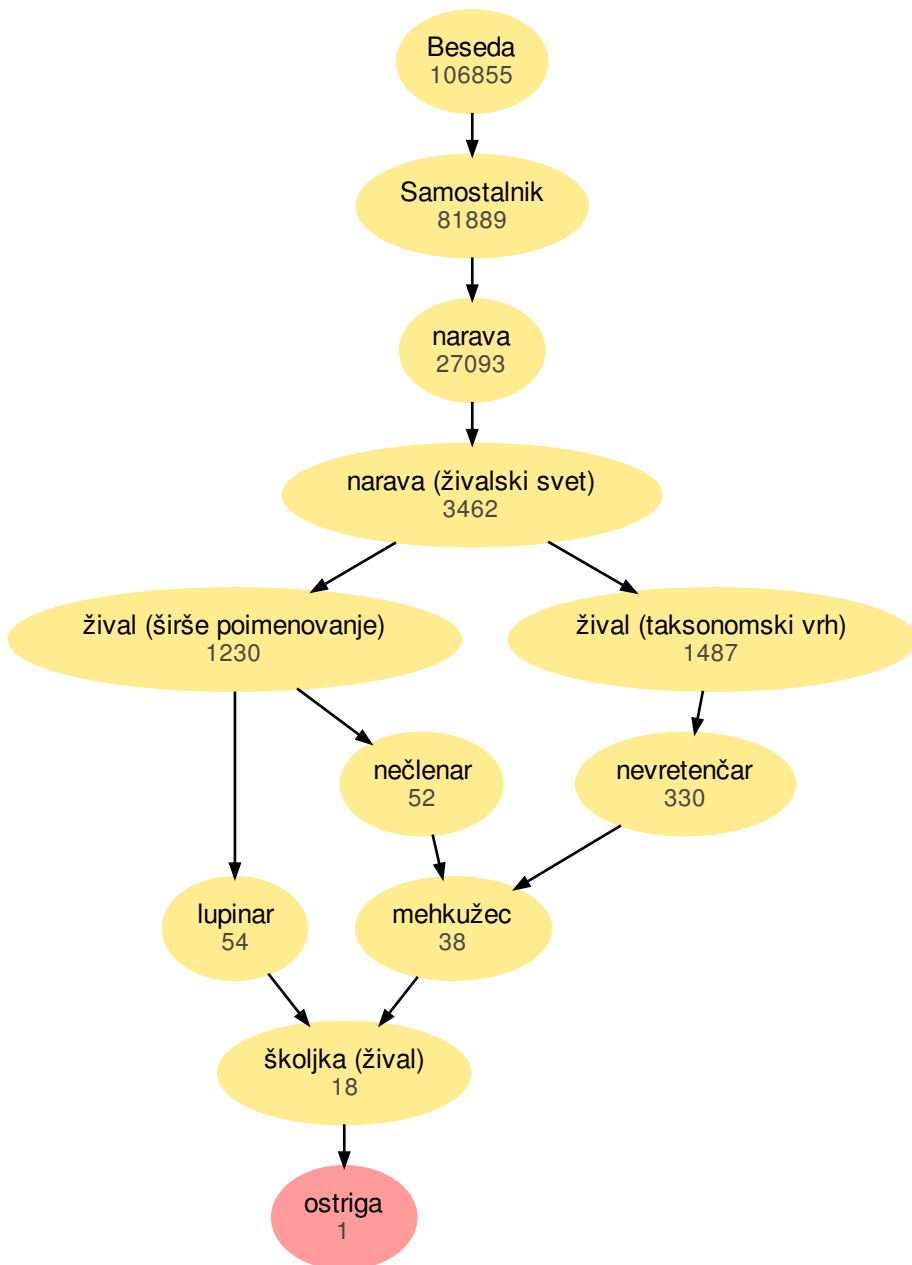 Beseda
106855
Samostalnik
81889
narava
27093
narava (živalski svet)
3462
žival (širše poimenovanje)
1230
žival (taksonomski vrh)
1487
nečlenar
52
nevretenčar
330
lupinar
54
mehkužec
38
školjka (žival)
18
ostriga
1